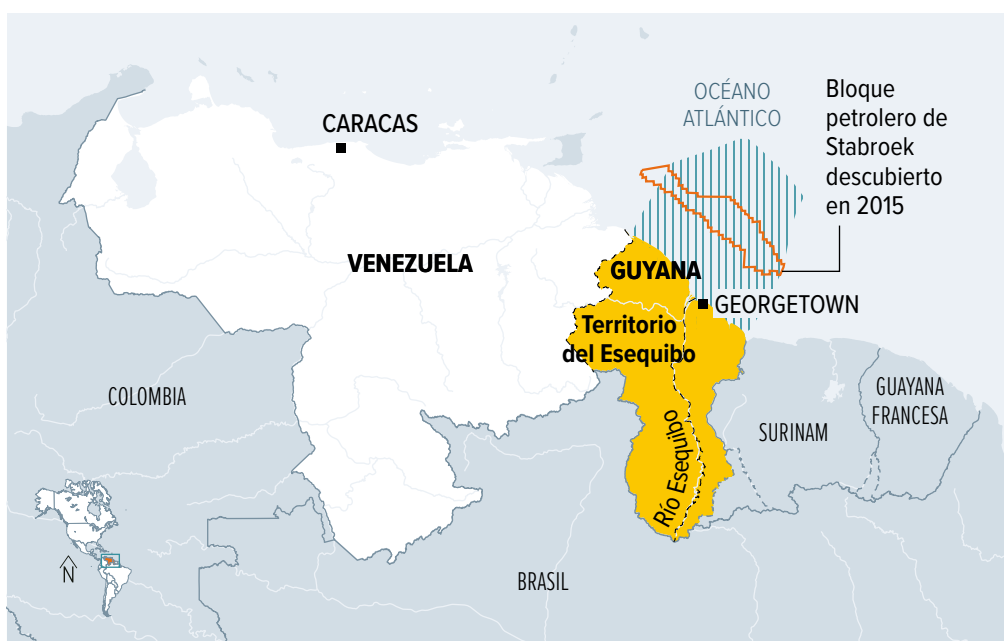 OCÉANO
ATLÁNTICO
Bloque
petrolero de
Stabroek
descubierto
en 2015
CARACAS
VENEZUELA
GUYANA
GEORGETOWN
Territorio
del Esequibo
COLOMBIA
GUAYANA
FRANCESA
SURINAM
Río Esequibo
BRASIL
N